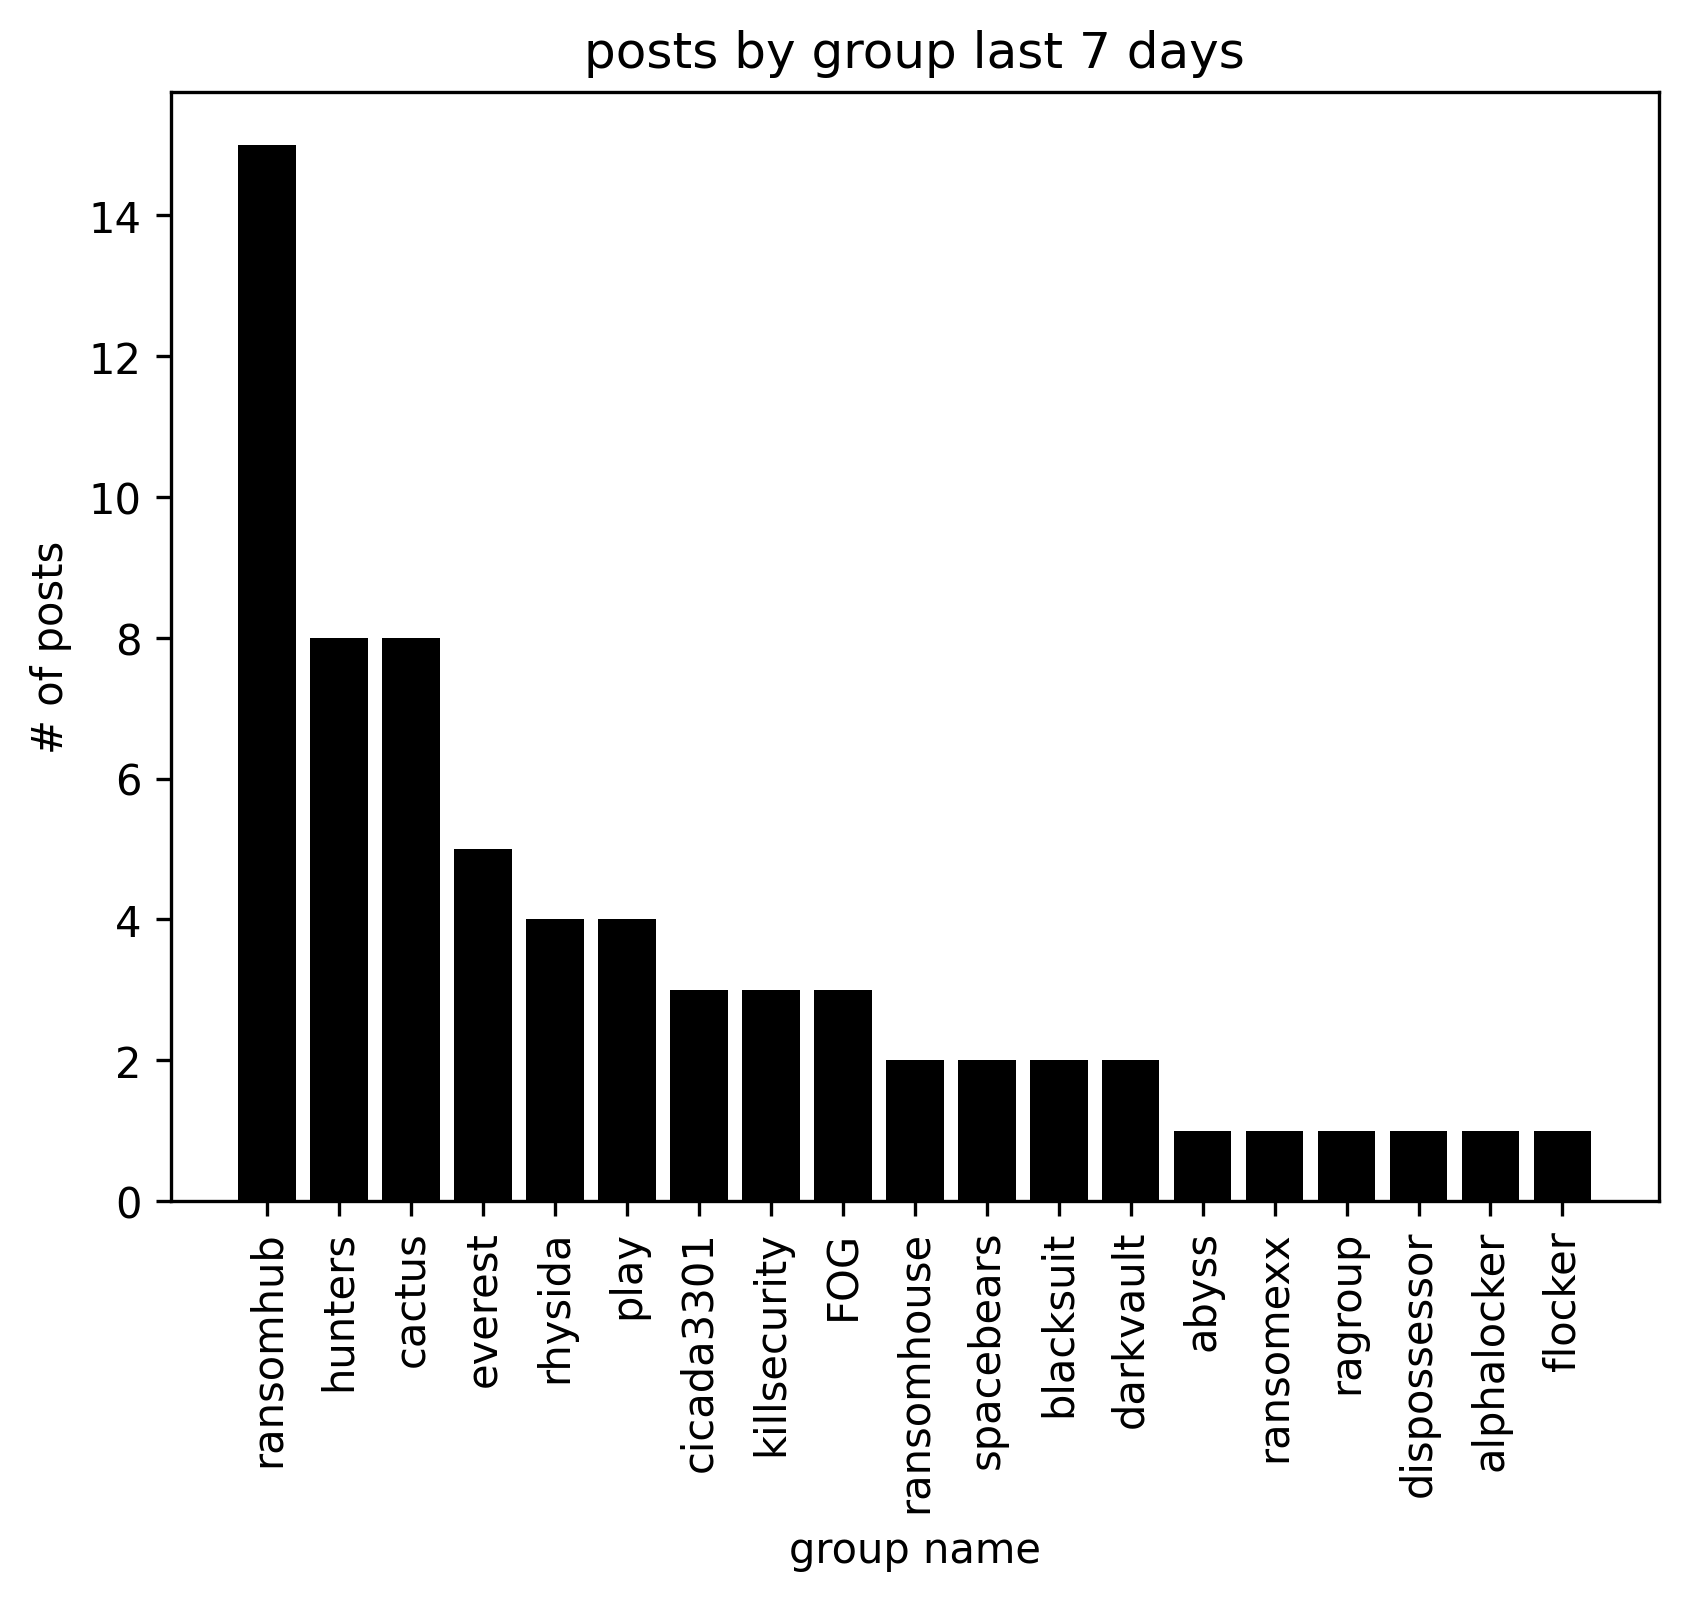 posts by group last 7 days
14
12
10
8
6
4
2
0
# of posts
ransomhub
hunters
cactus
everest
rhysida
play
cicada3301
killsecurity
FOG
ransomhouse
spacebears
blacksuit
darkvault
abyss
ransomexx
ragroup
dispossessor
alphalocker
flocker
group name